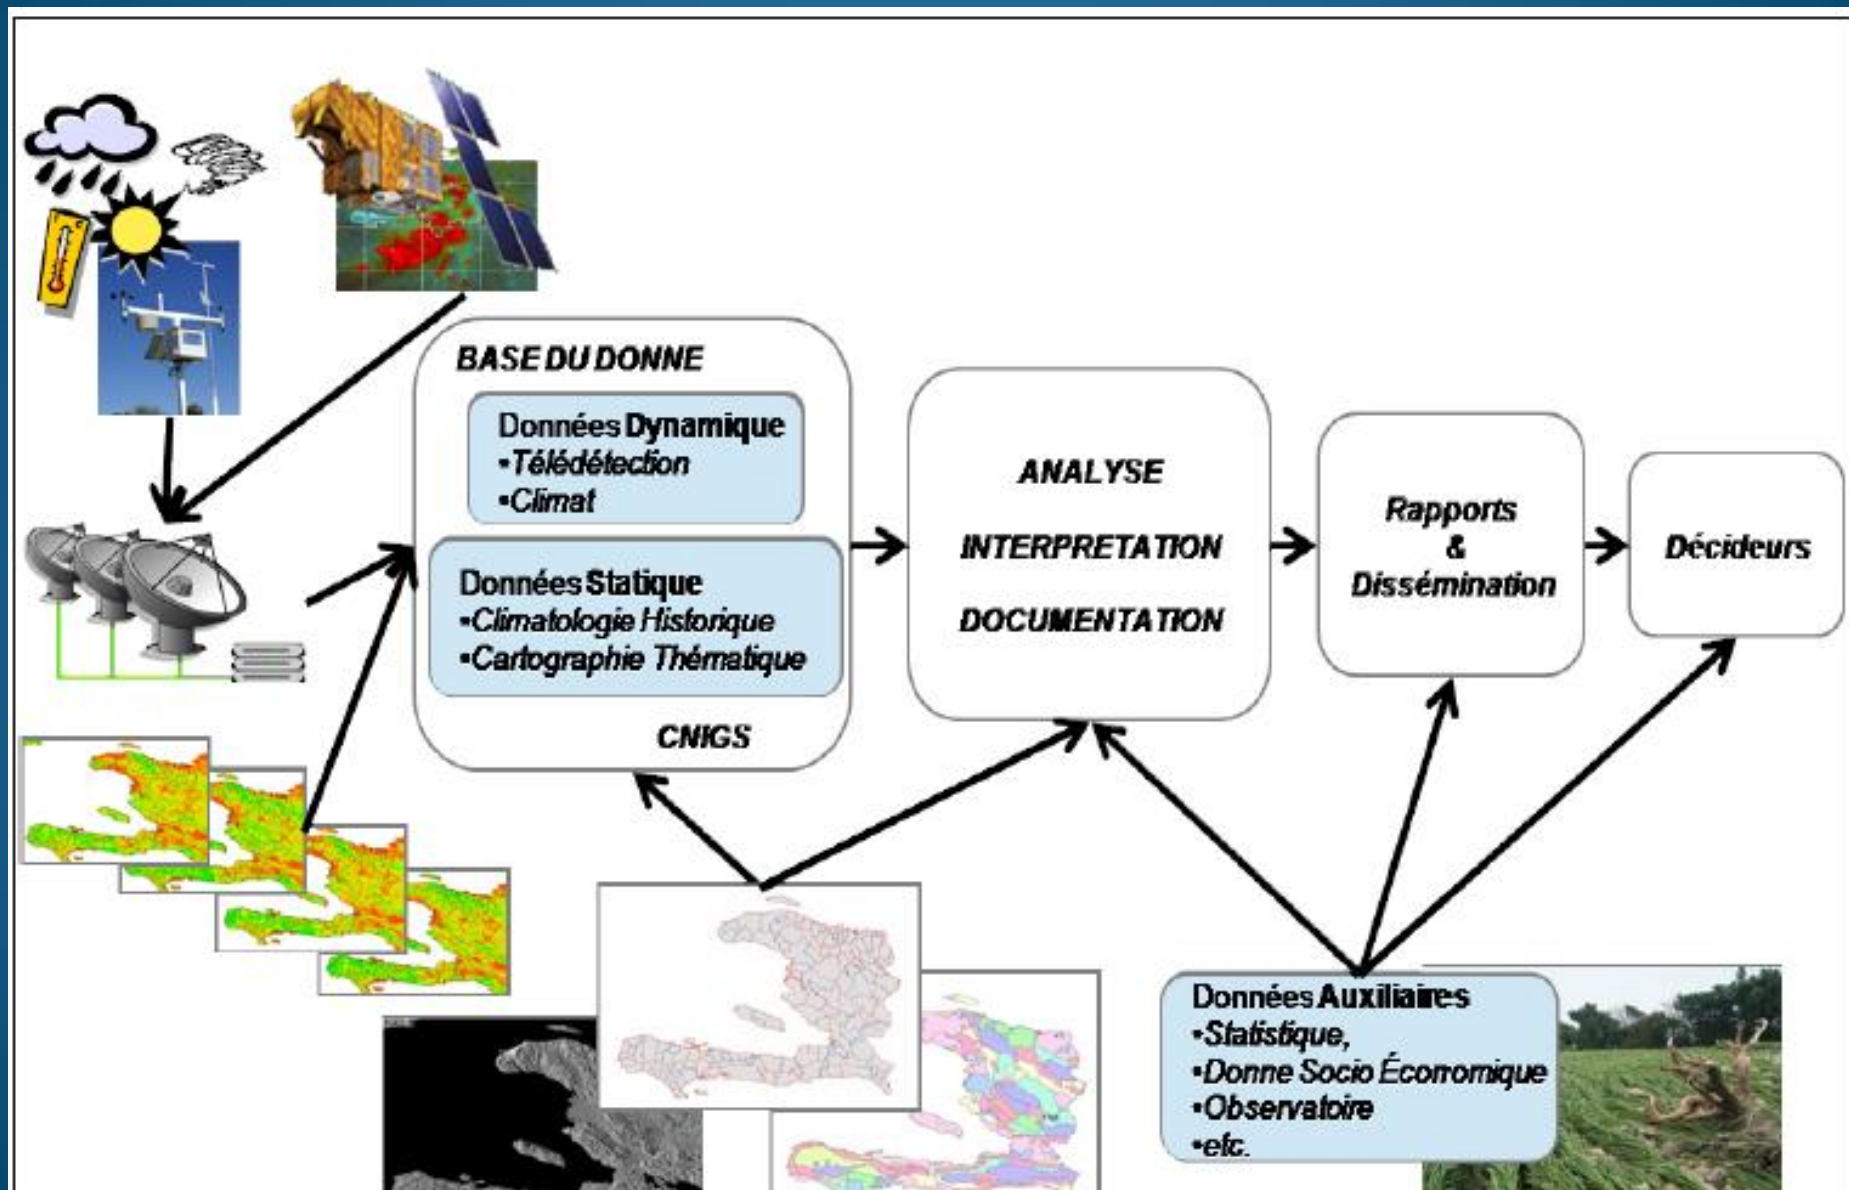 BASE DU DONNE
Données Dynamique
•Télédétection
•Climat
Données Statique
•Climatologie Historique
•Cartographie Thématique
CNIGS
ANALYSE
INTERPRETATION
DOCUMENTATION
Rapports
&
Dissémination
Décideurs
Données Auxiliaires
•Statistique,
•Donne Socio Économique
•Observatoire
•etc.